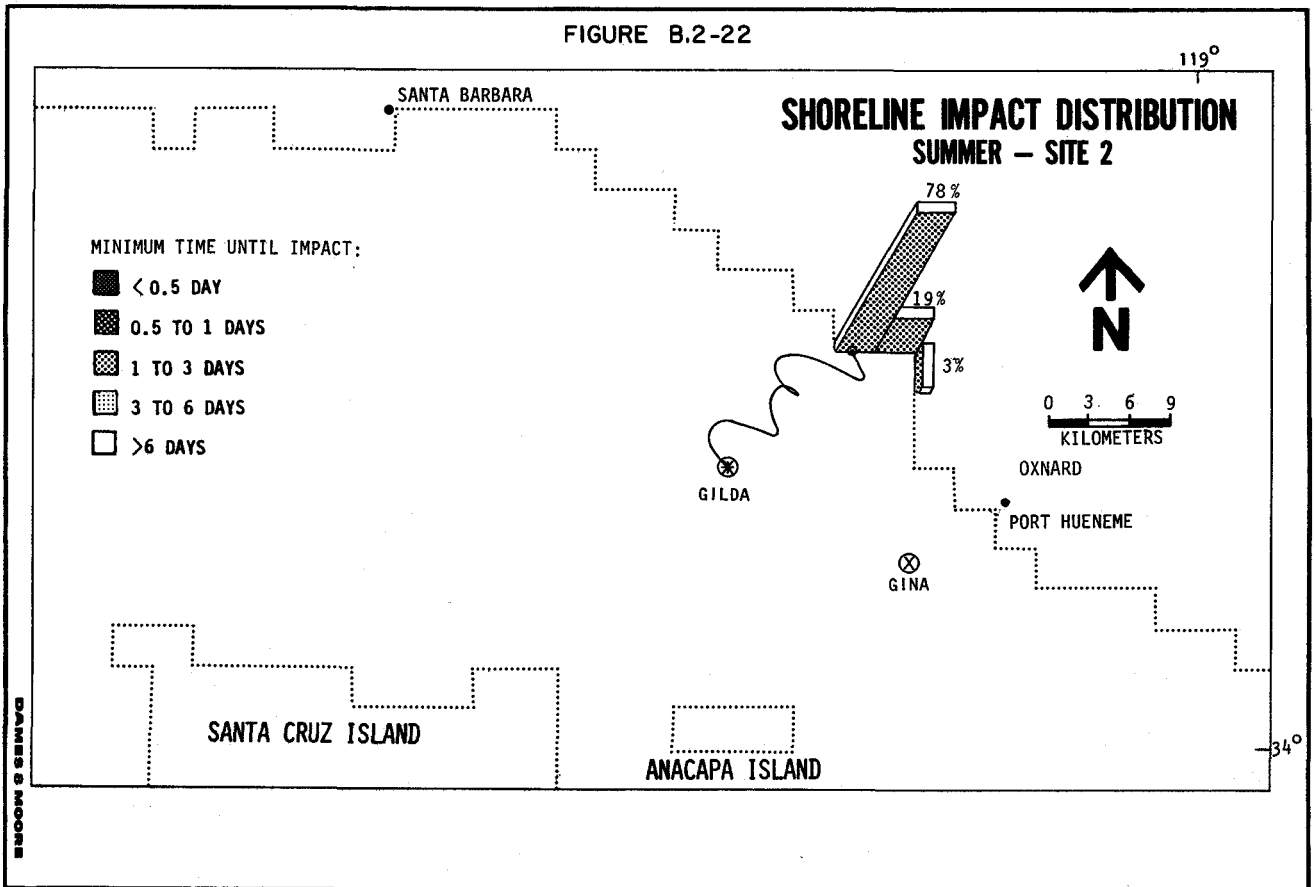 FIGURE B.2-22
119°
SANTA BARBARA
SHORELINE IMPACT DISTRIBUTION
SUMMER — SITE 2
78%
MINIMUM TIME UNTIL IMPACT:
<0.5 DAY
0.5 TO 1 DAYS
1 TO 3 DAYS
3 TO 6 DAYS
>6 DAYS
19%
3%
N
0 3 6 9
KILOMETERS
OXNARD
GILDA
PORT HUENEME
GINA
SANTA CRUZ ISLAND
ANACAPA ISLAND
34°
DAMES & MOORE